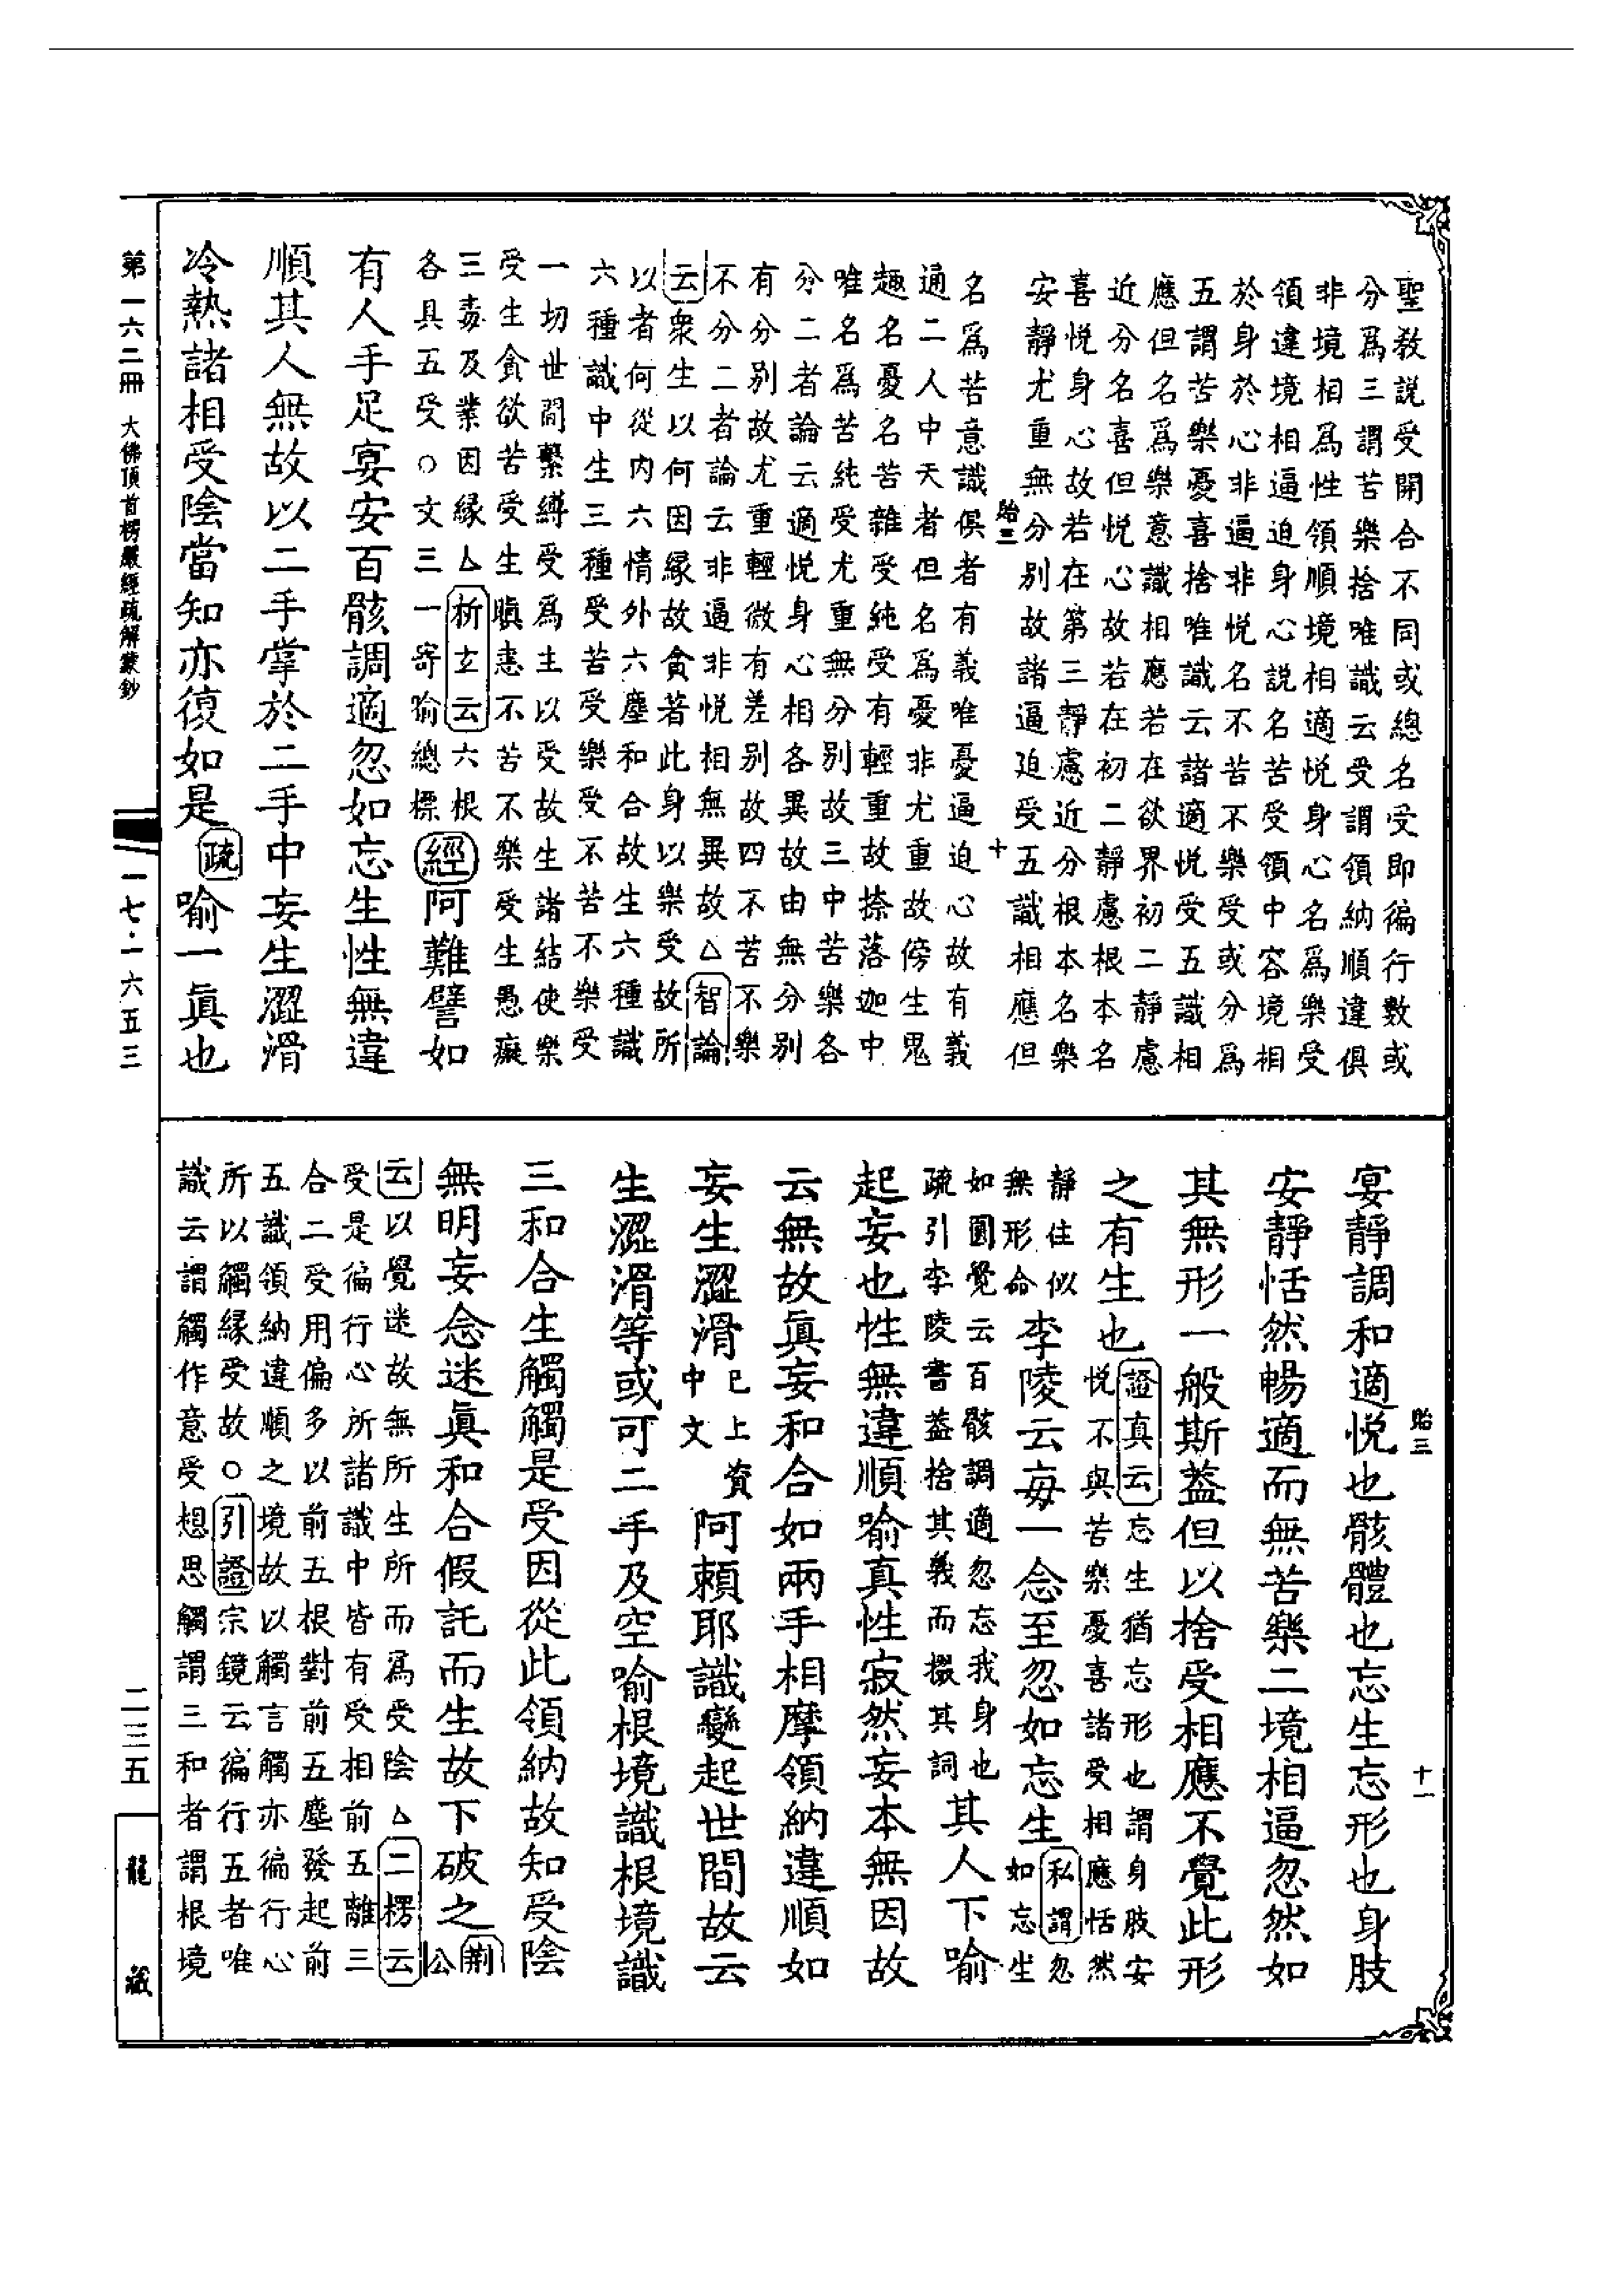 聖教説受開合不同或總名受即徧行數或
分爲三謂苦樂捨唯識云受謂領納順違俱
非境相爲性領順境相適悅身心名爲樂受
領違境相逼迫身心説名苦受領中容境相
於身於心非逼非悅名不苦不樂受或分爲
五謂苦樂憂喜捨唯識云諸適悅受五識相
應但名爲樂意識相應若在欲界初二靜慮
近分名喜但悅心故若在初二靜慮根本名
喜悅身心故若在第三靜慮近分根本名樂
安靜尤重無分別故諸逼迫受五識相應但
貽三
十
名爲苦意識俱者有義唯憂逼迫心故有義
通二人中天者但名爲憂非尤重故傍生鬼
趣名憂名苦雜受純受有輕重故捺落迦中
唯名爲苦純受尤重無分別故三中苦樂各
分二者論云適悅身心相各異故由無分別
有分別故尤重輕微有差別故四不苦不樂
不分二者論云非逼非悅相無異故△智論
云衆生以何因縁故貪若此身以樂受故所
以者何從内六情外六塵和合故生六種識
六種識中生三種受苦受樂受不苦不樂受
一切世間繫縛受爲主以受故生諸結使樂
受生貪欲苦受生瞋恚不苦不樂受生愚癡
三毒及業因縁△析玄云六根
各具五受○文三一寄喻總標
經阿難譬如
有人手足宴安百骸調適忽如忘生性無違
順其人無故以二手掌於二手中妄生澀滑
冷熱諸相受陰當知亦復如是疏喻一眞也
第一六二冊 大佛頂首楞嚴經疏解蒙鈔
一七·一六五三
宴靜調和適悅也骸體也忘生忘形也身肢
貽三
十一
安靜恬然暢適而無苦樂二境相逼忽然如
其無形一般斯葢但以捨受相應不覺此形
之有生也
證真云忘生猶忘形也謂身肢安
悅不與苦樂憂喜諸受相應恬然
靜住似
無形命
李陵云每一念至忽如忘生
私謂忽
如忘生
如圓覺云百骸調適忽忘我身也
疏引李陵書葢捨其義而掇其詞
其人下喻
起妄也性無違順喻真性寂然妄本無因故
云無故眞妄和合如兩手相摩領納違順如
妄生澀滑
已上資
中文
阿頼耶識變起世間故云
生澀滑等或可二手及空喻根境識根境識
三和合生觸觸是受因從此領納故知受陰
無明妄念迷眞和合假託而生故下破之
荆
公
云以覺迷故無所生所而爲受陰△二楞云
受是徧行心所諸識中皆有受相前五離三
合二受用偏多以前五根對前五塵發起前
五識領納違順之境故以觸言觸亦徧行心
所以觸縁受故○引證宗鏡云徧行五者唯
識云謂觸作意受想思觸謂三和者謂根境
二三五
龍藏